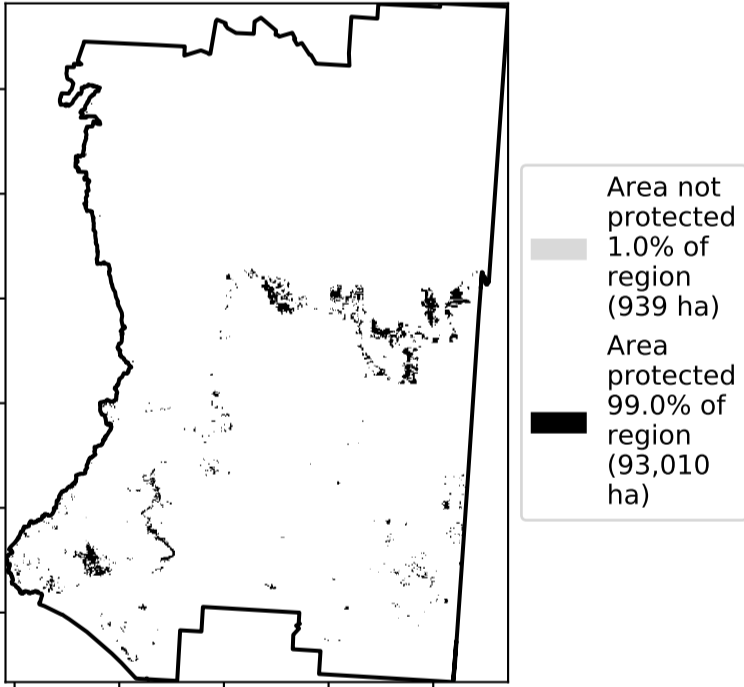 Area not
protected
1.0% of
region
(939 ha)
Area
protected
99.0% of
region
(93,010
ha)